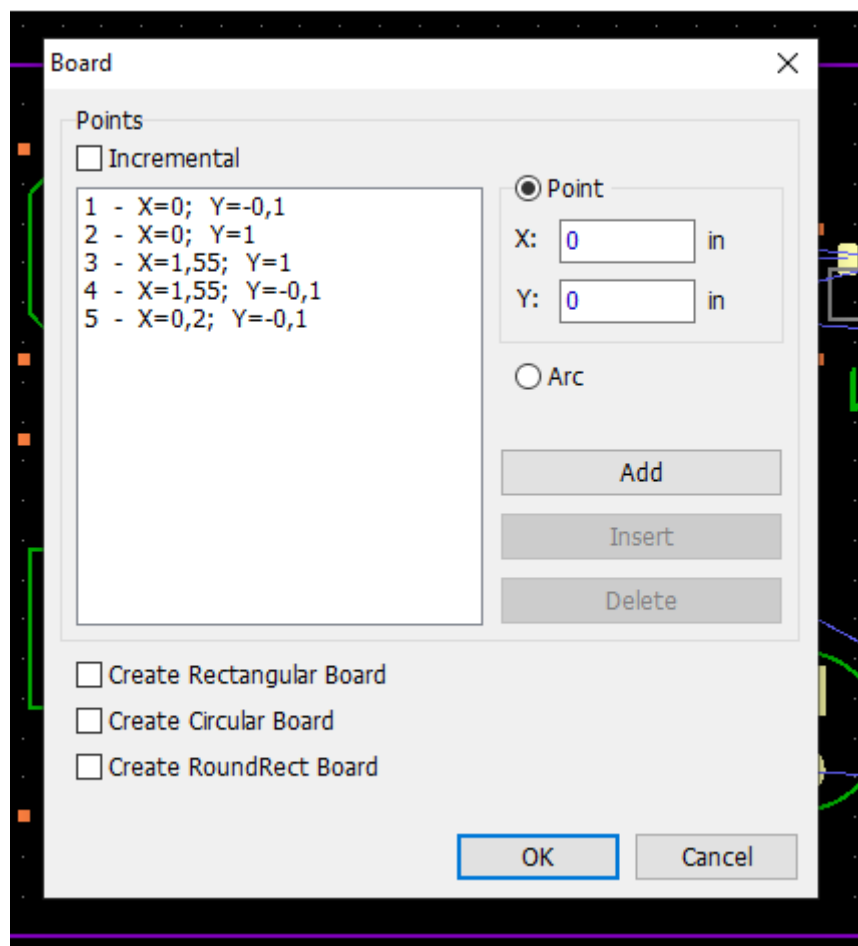 Board
Points
Incremental
1 - X=0; Y=-0,1
2 - X=0; Y=1
3 - X=1,55; Y=1
4 - X=1,55; Y=-0,1
5 - X=0,2; Y=-0,1
Point
X: 0 in
Y: 0 in
Arc
Add
Insert
Delete
Create Rectangular Board
Create Circular Board
Create RoundRect Board
OK Cancel